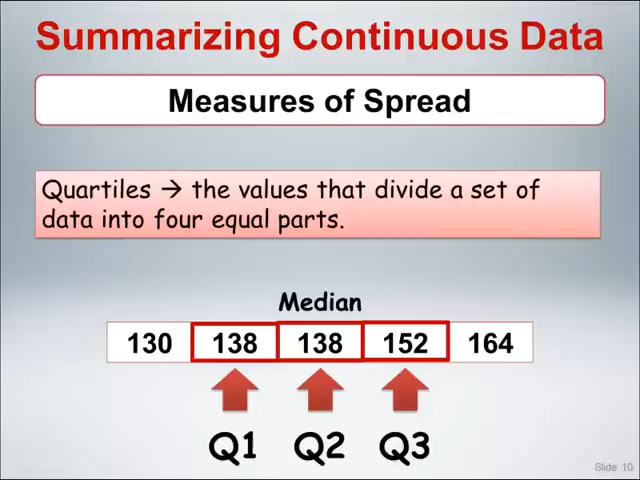 Summarizing Continuous Data
Measures of Spread
Quartiles → the values that divide a set of
data into four equal parts.
Median
130 138 138 152 164
Q1 Q2 Q3
Slide 10